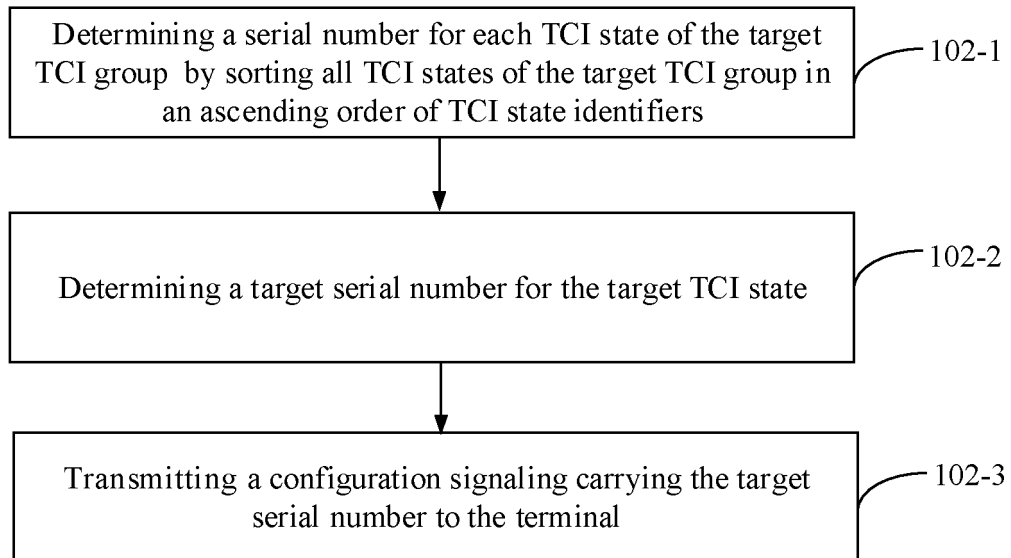 Determining a serial number for each TCI state of the target
TCI group by sorting all TCI states of the target TCI group in
an ascending order of TCI state identifiers
102-1
Determining a target serial number for the target TCI state
102-2
Transmitting a configuration signaling carrying the target
serial number to the terminal
102-3